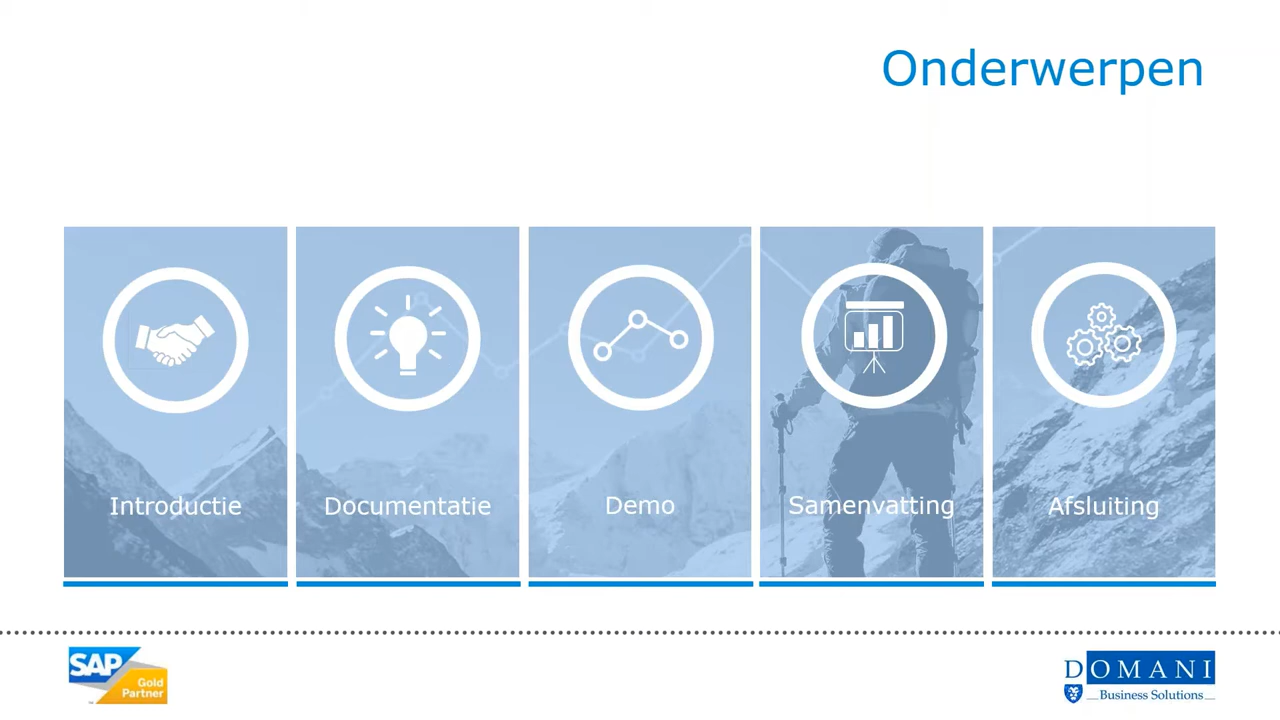 Onderwerpen
Introductie
Documentatie
Demo
Samenvatting
Afsluiting
SAP
Gold
Partner
DOMANI
Business Solutions